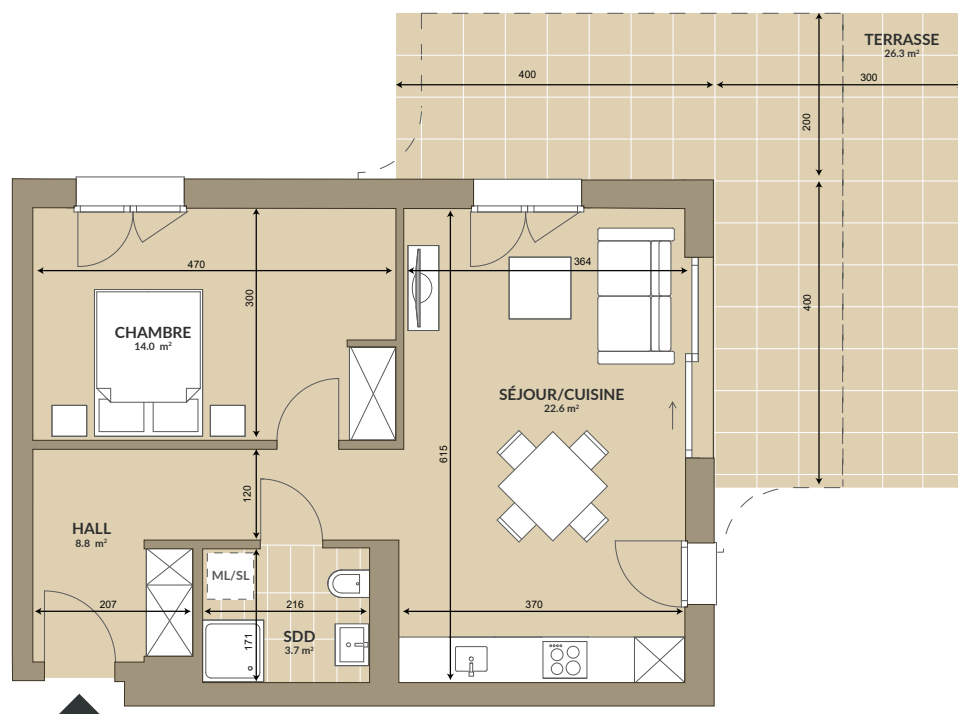 TERRASSE
26.3 m²
400
300
200
470
300
364
400
CHAMBRE
14.0 m²
SÉJOUR/CUISINE
22.6 m²
615
120
HALL
8.8 m²
ML/SL
207
216
370
171
SDD
3.7 m²